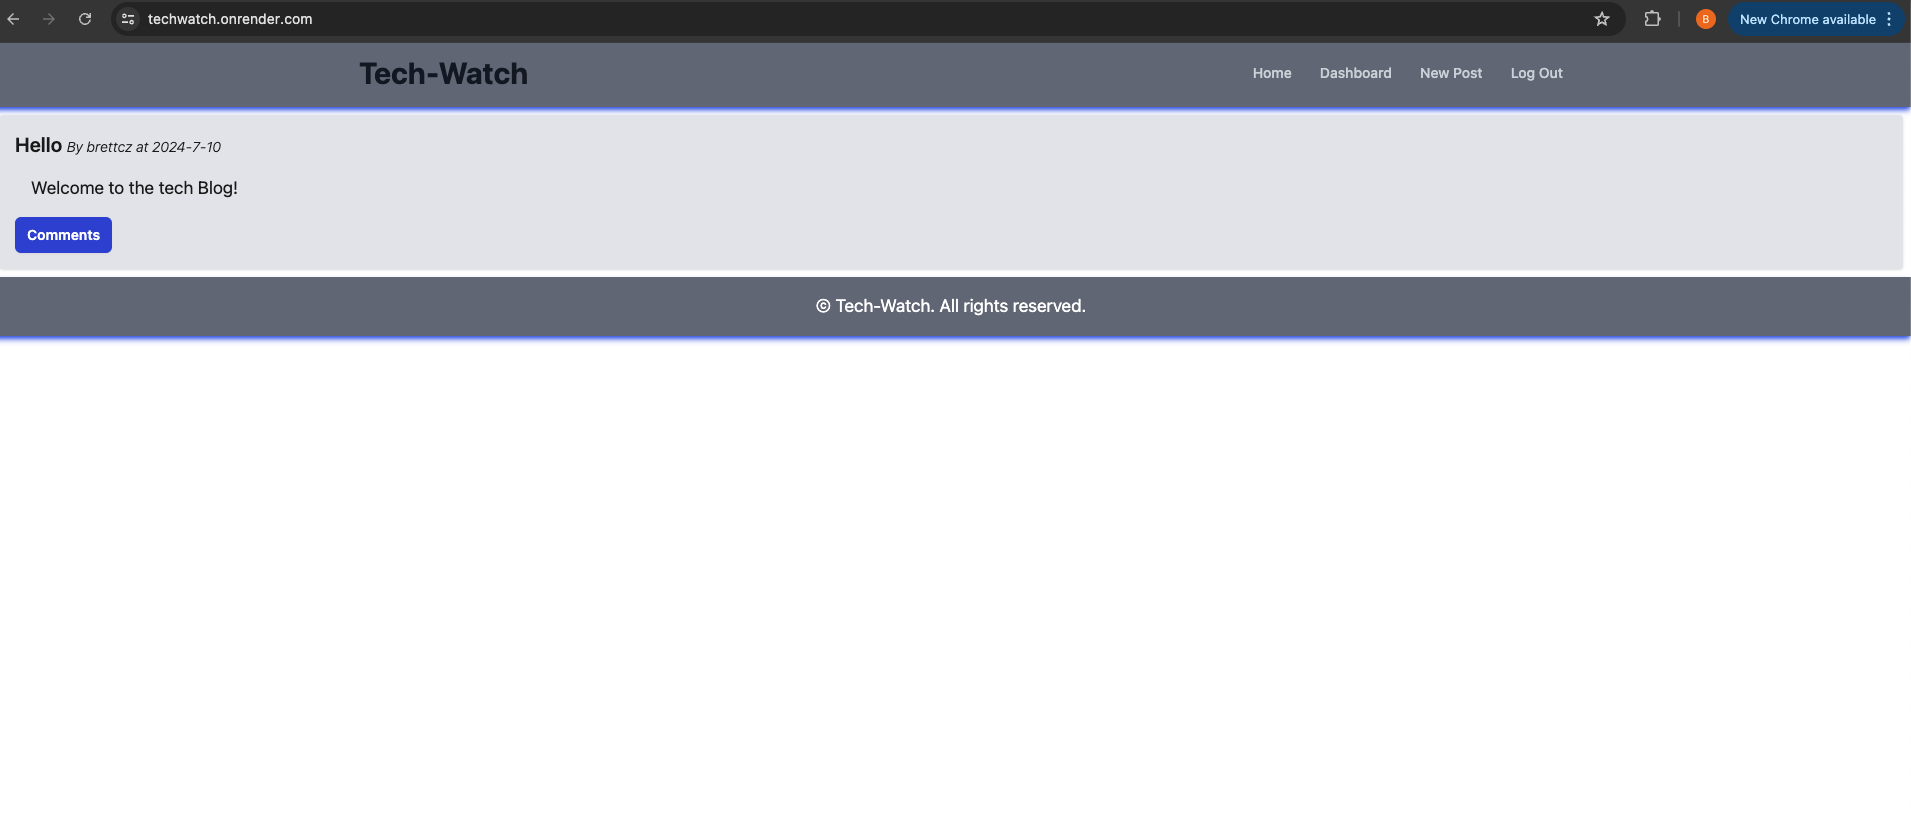 techwatch.onrender.com
B
New Chrome available
Tech-Watch
Home Dashboard New Post Log Out
Hello By brettcz at 2024-7-10
Welcome to the tech Blog!
Comments
© Tech-Watch. All rights reserved.